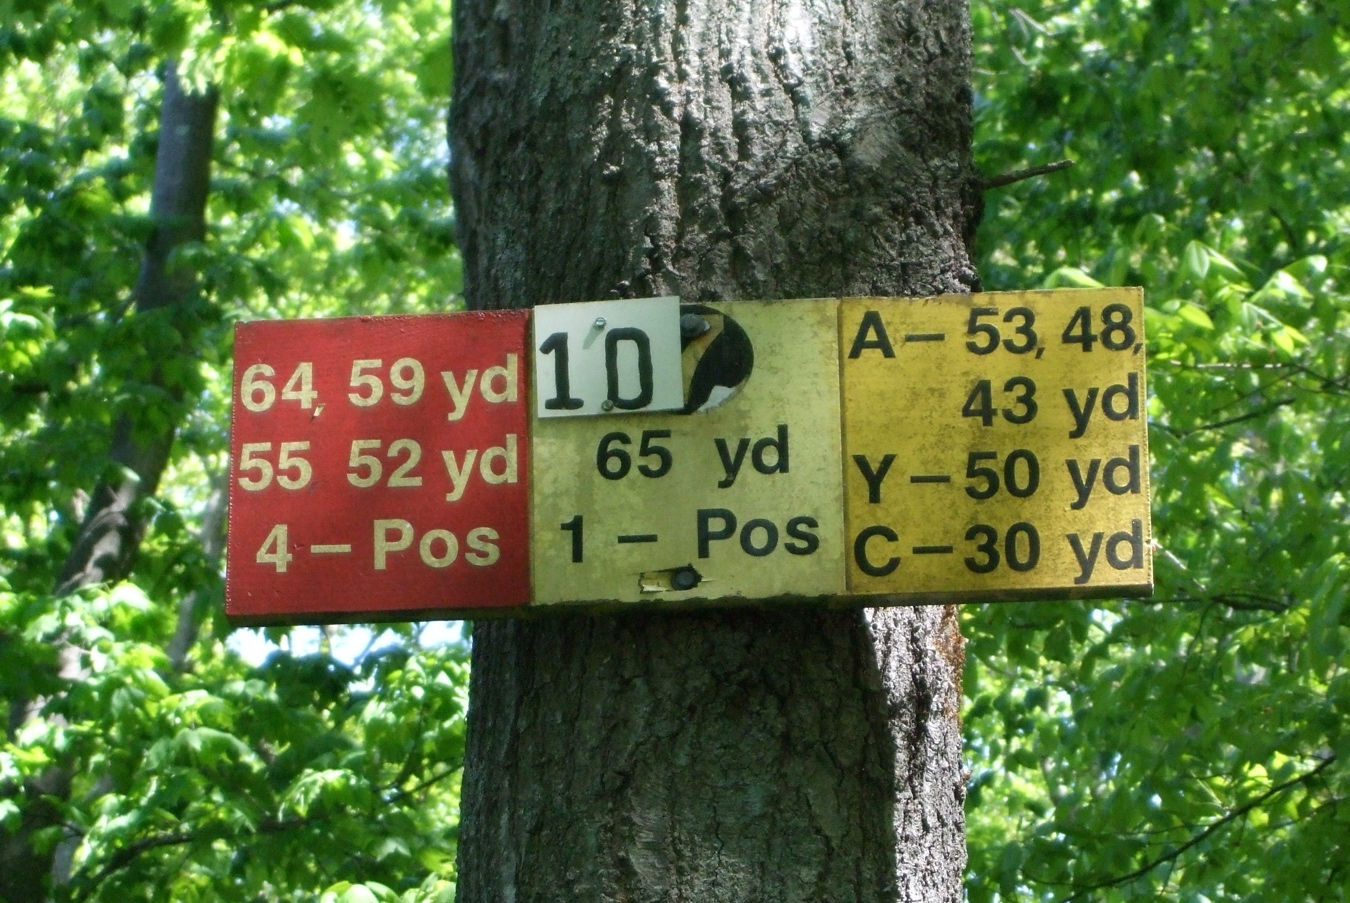 64, 59 yd
55 52 yd
4 – Pos
10
65 yd
1 – Pos
A – 53, 48,
43 yd
Y – 50 yd
C – 30 yd